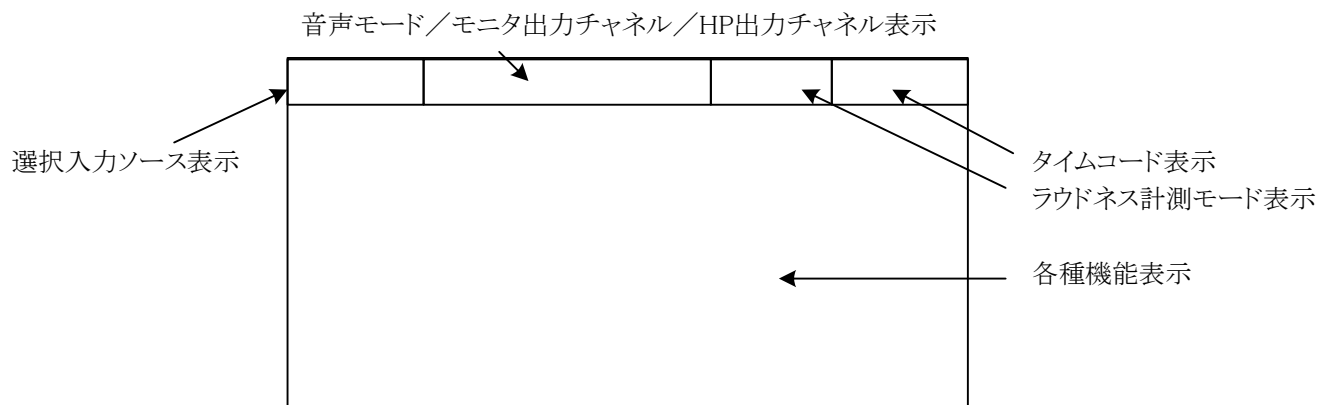 音声モード／モニタ出力チャネル／HP出力チャネル表示
選択入力ソース表示
タイムコード表示
ラウドネス計測モード表示
各種機能表示